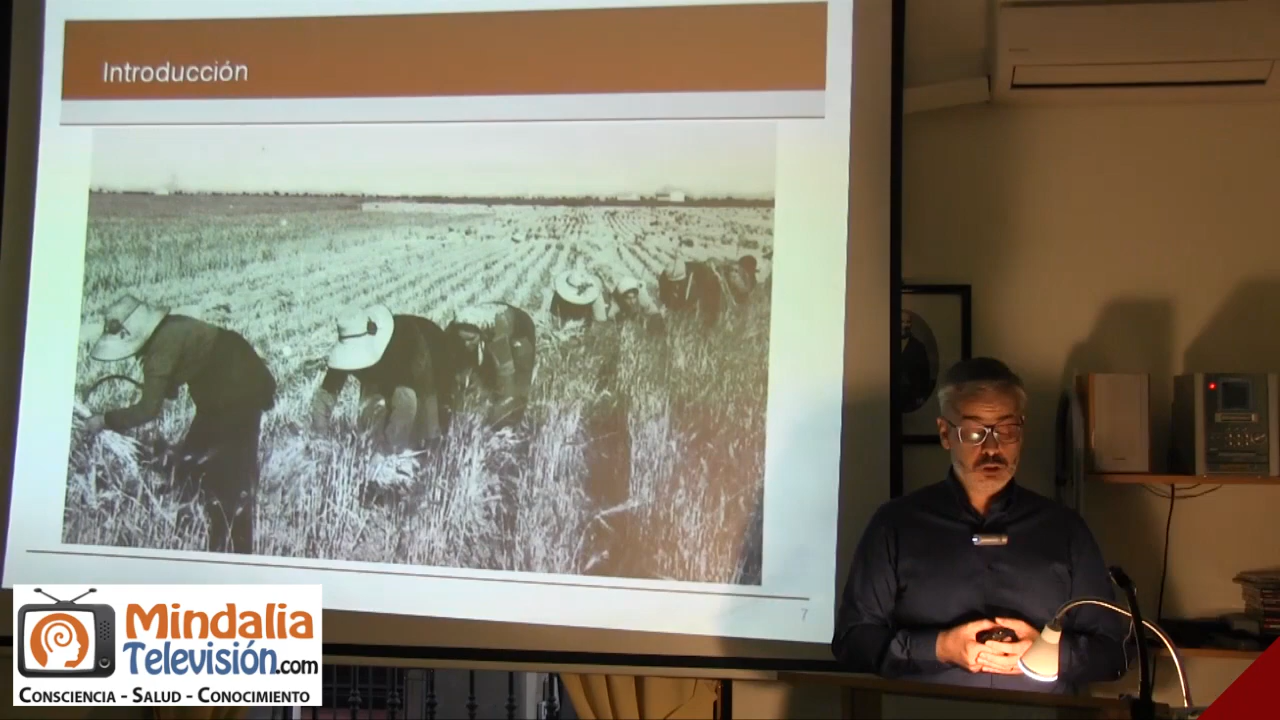 Introducción
7
Mindalia
Televisión.com
CONSCIENCIA - SALUD - CONOCIMIENTO